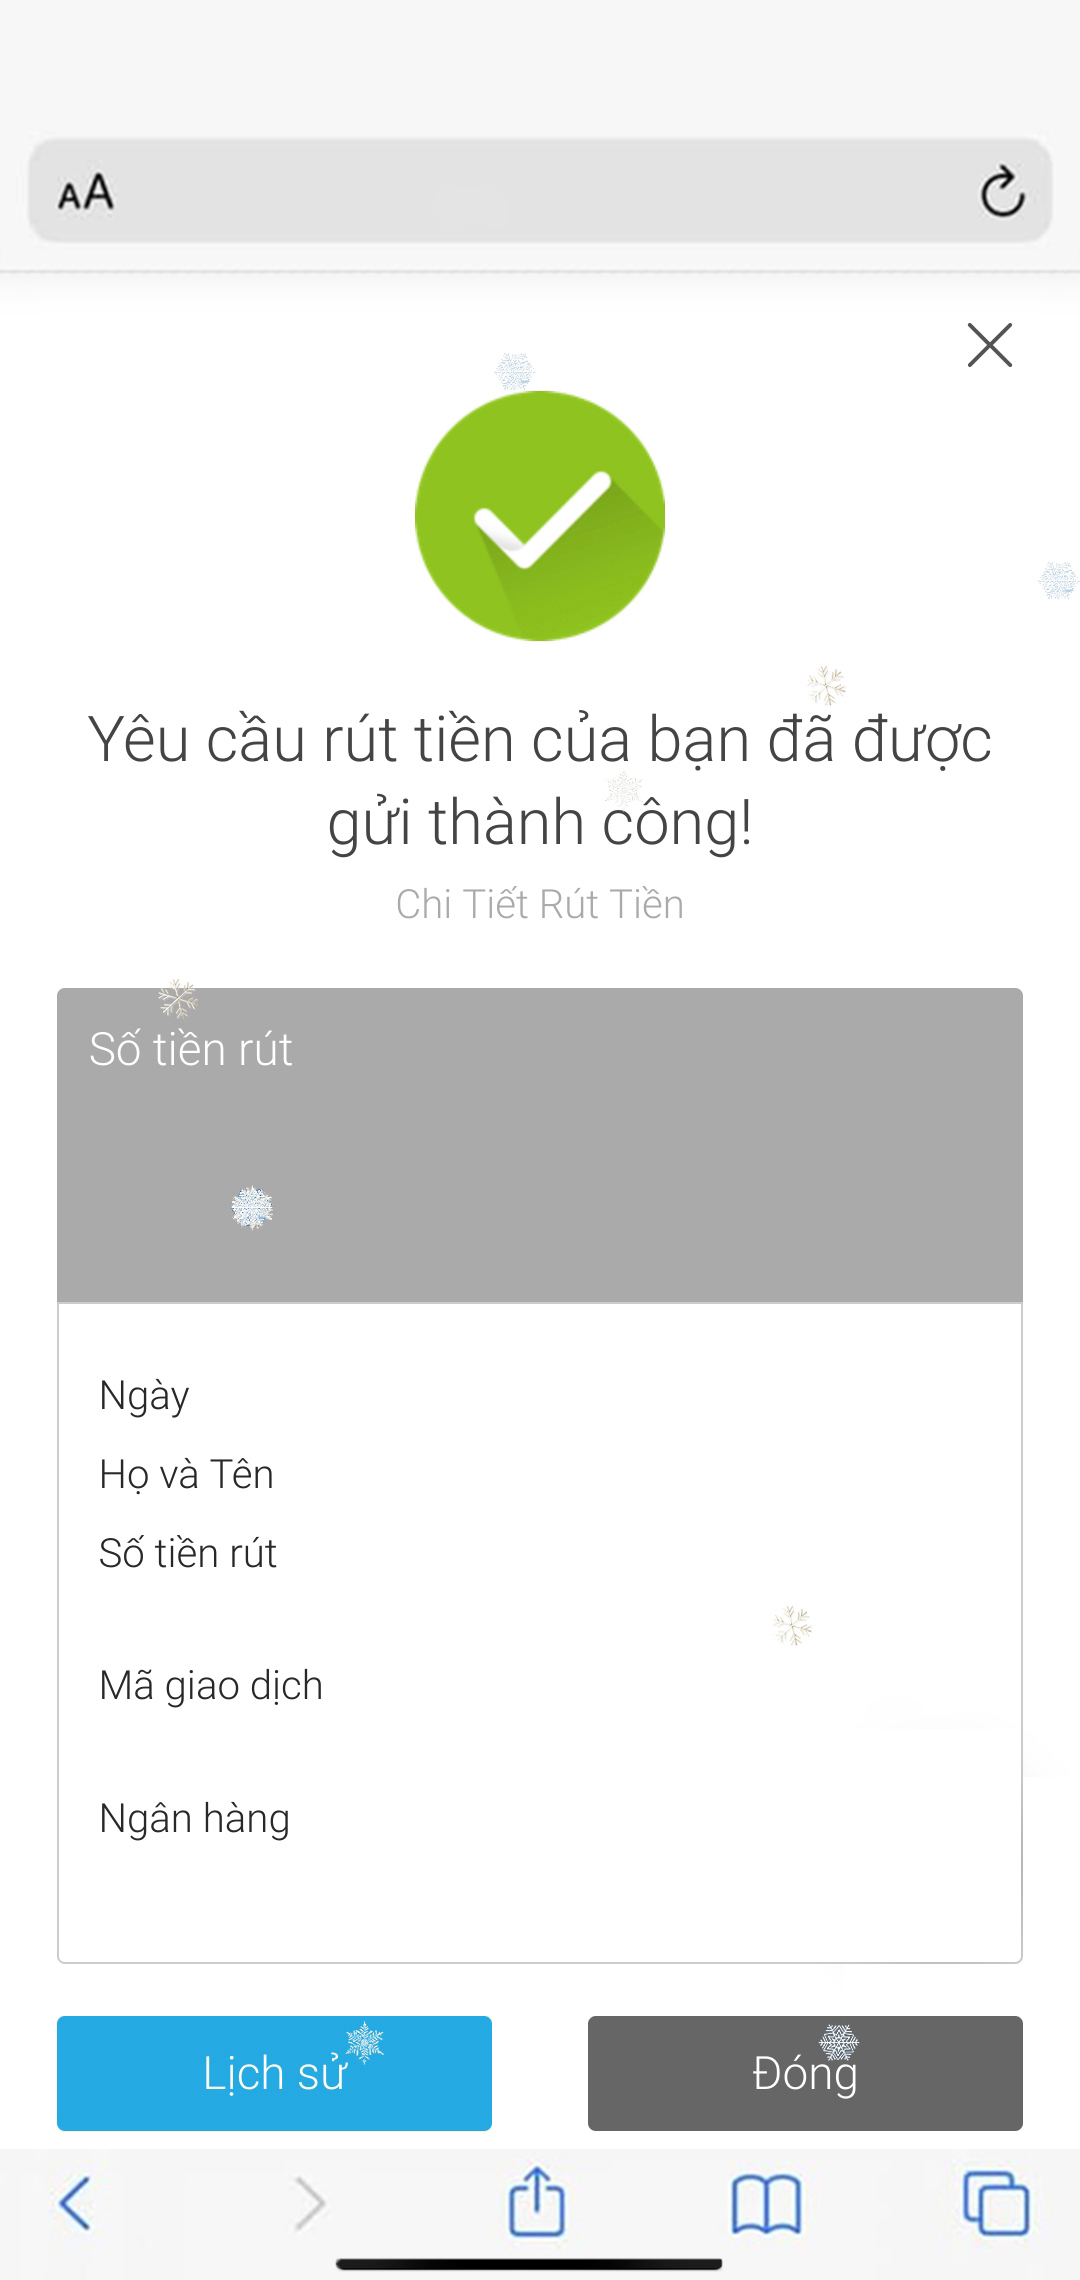 AA
Yêu cầu rút tiền của bạn đã được
gửi thành công!
Chi Tiết Rút Tiền
Số tiền rút
Ngày
Họ và Tên
Số tiền rút
Mã giao dịch
Ngân hàng
Lịch sử
Đóng